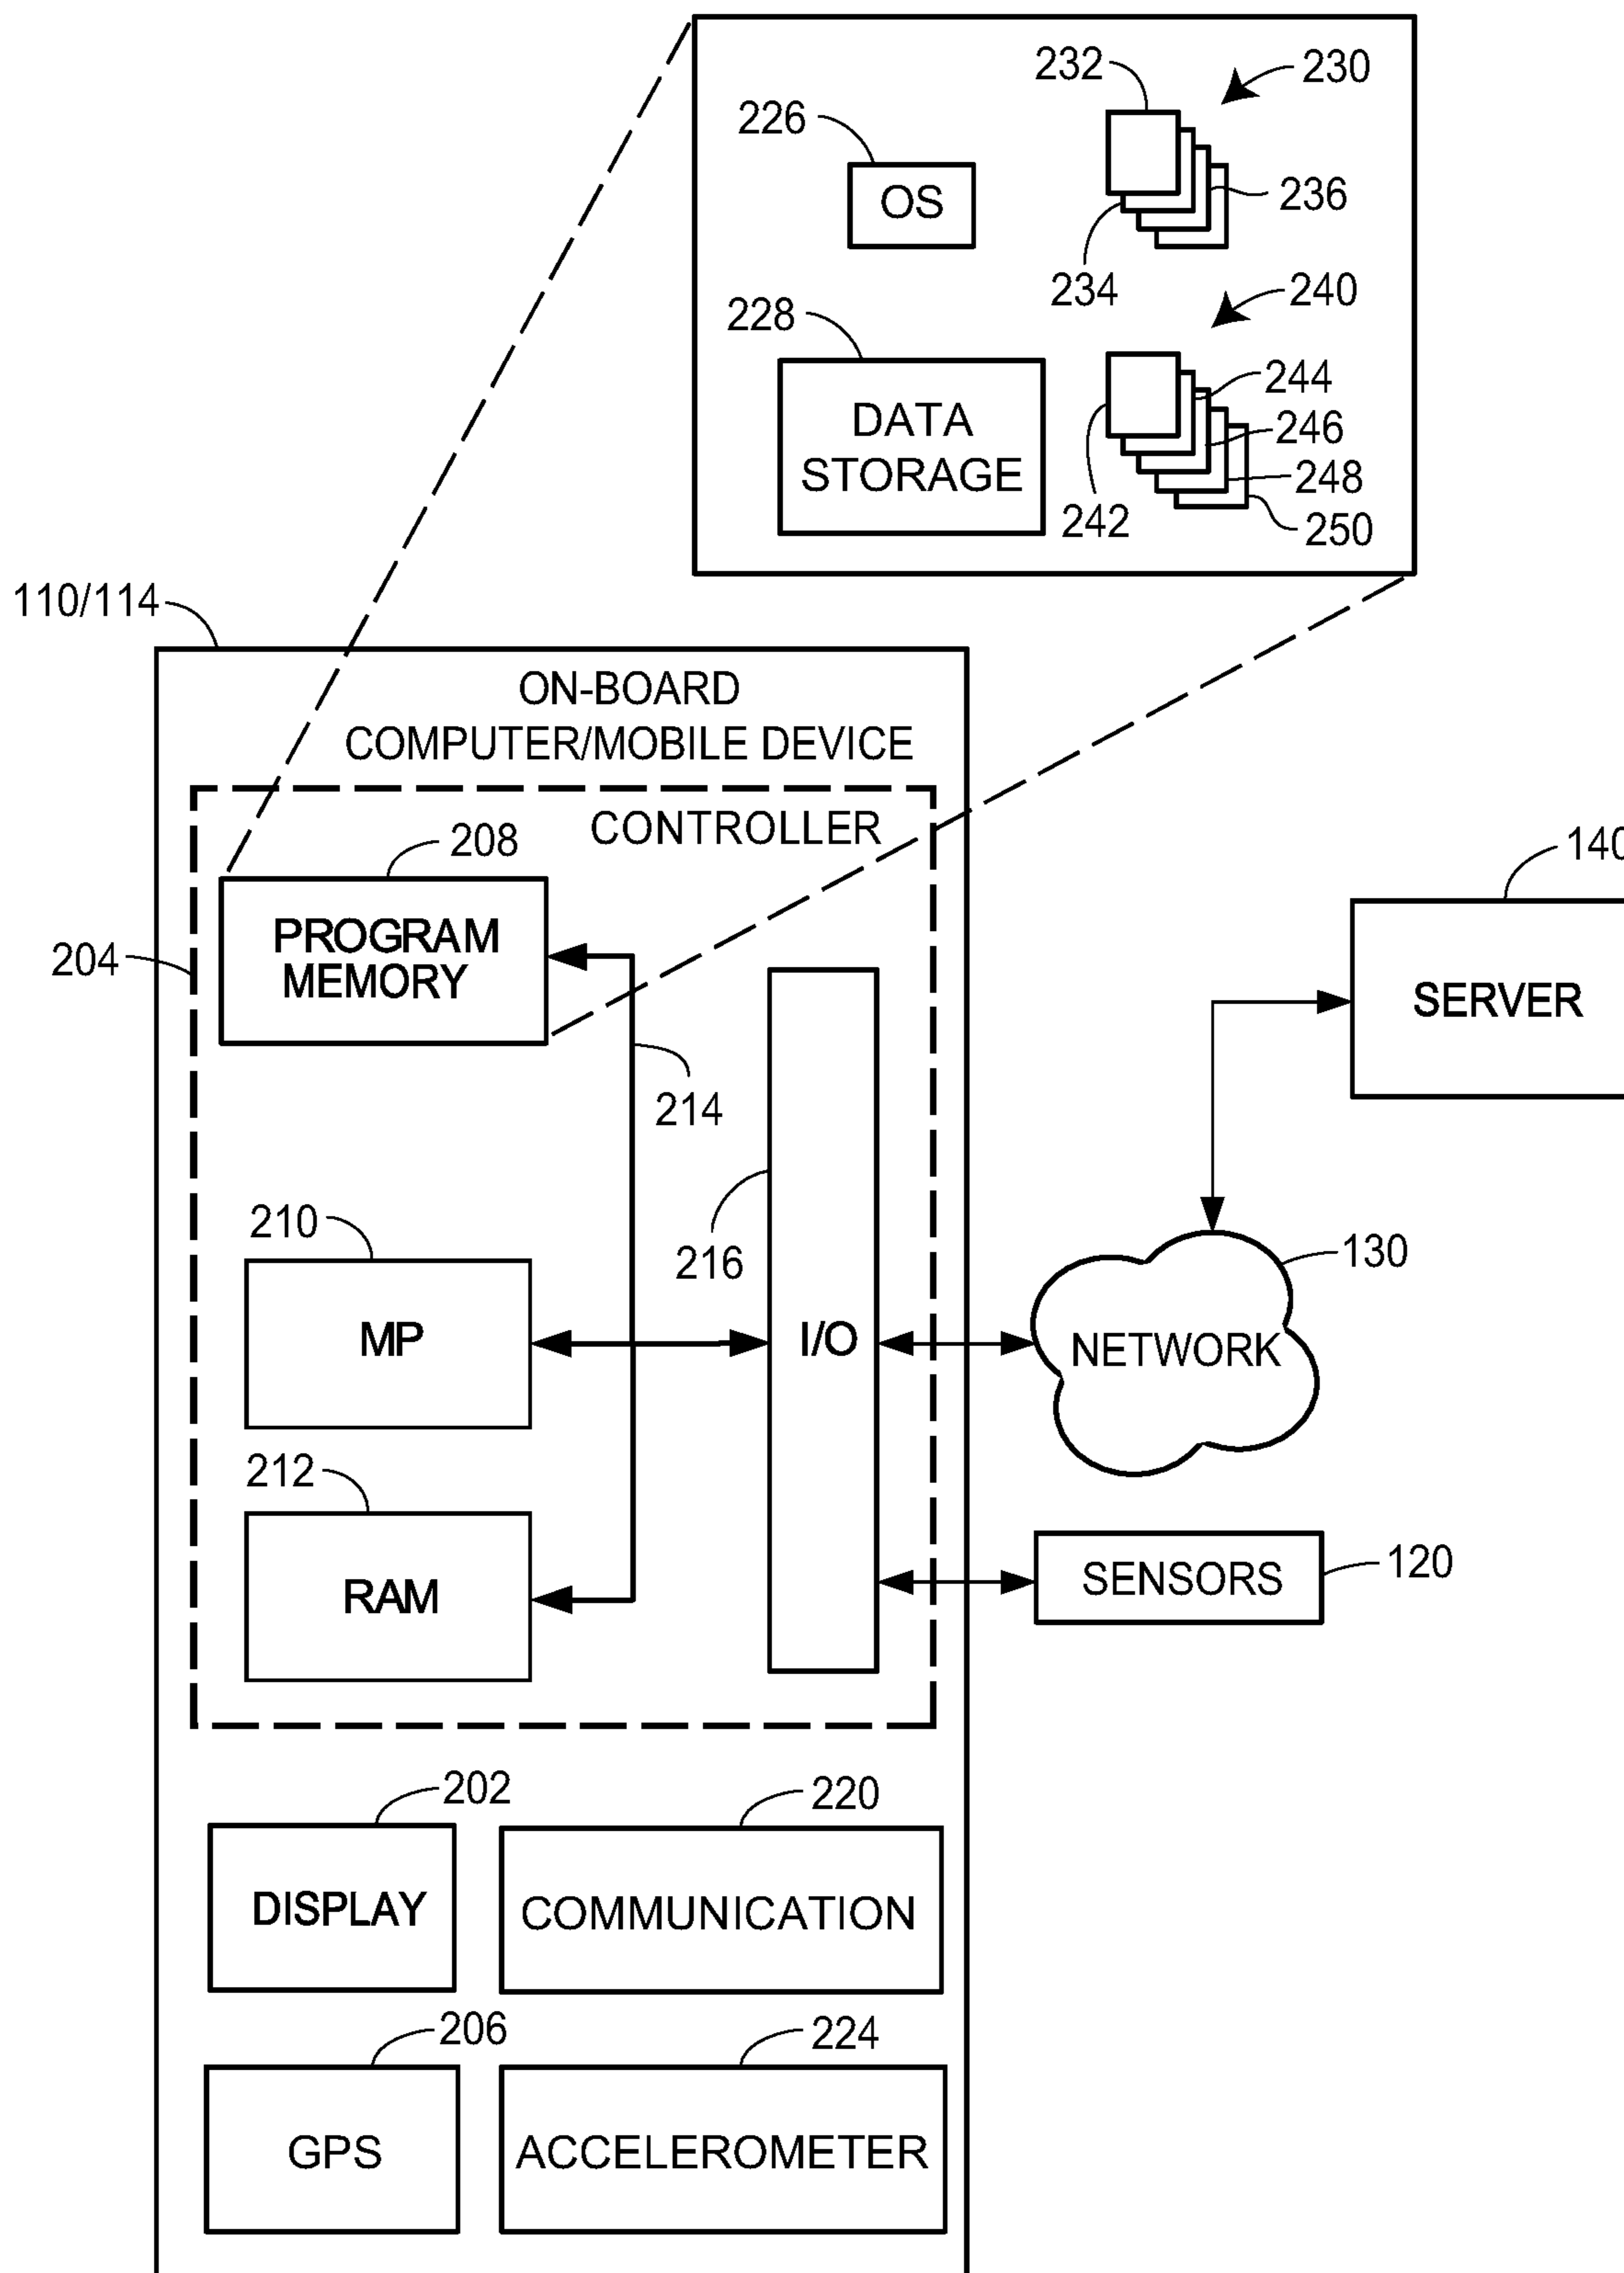 232
230
226
OS
236
234
240
228
244
DATA
STORAGE
246
248
242
250
110/114
ON-BOARD
COMPUTER/MOBILE DEVICE
CONTROLLER
208
140
PROGRAM
MEMORY
204
SERVER
214
210
216
130
MP
I/O
NETWORK
212
RAM
SENSORS
120
202
220
DISPLAY
COMMUNICATION
206
224
GPS
ACCELEROMETER